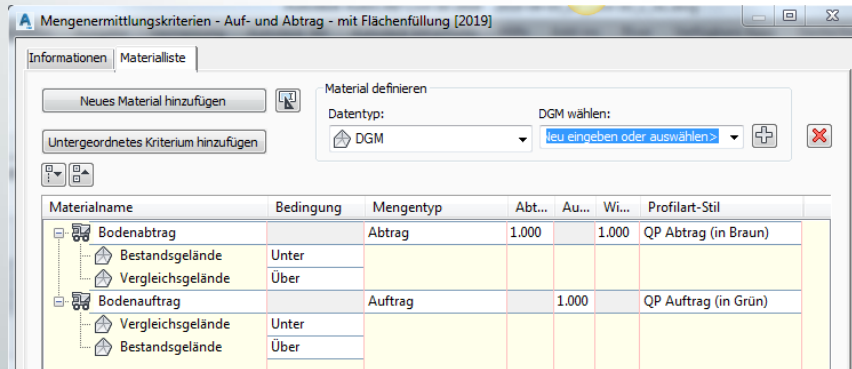 Mengenermittlungskriterien - Auf- und Abtrag - mit Flächenfüllung [2019]
Informationen Materialliste
Neues Material hinzufügen
Material definieren
Datentyp: DGM wählen:
DGM Neu eingeben oder auswählen>
Untergeordnetes Kriterium hinzufügen
Materialname Bedingung Mengentyp Abt... Au... Wi... Profilart-Stil
Bodenabtrag Abtrag 1.000 1.000 QP Abtrag (in Braun)
Bestandsgelände Unter
Vergleichsgelände Über
Bodenauftrag Auftrag 1.000 QP Auftrag (in Grün)
Vergleichsgelände Unter
Bestandsgelände Über